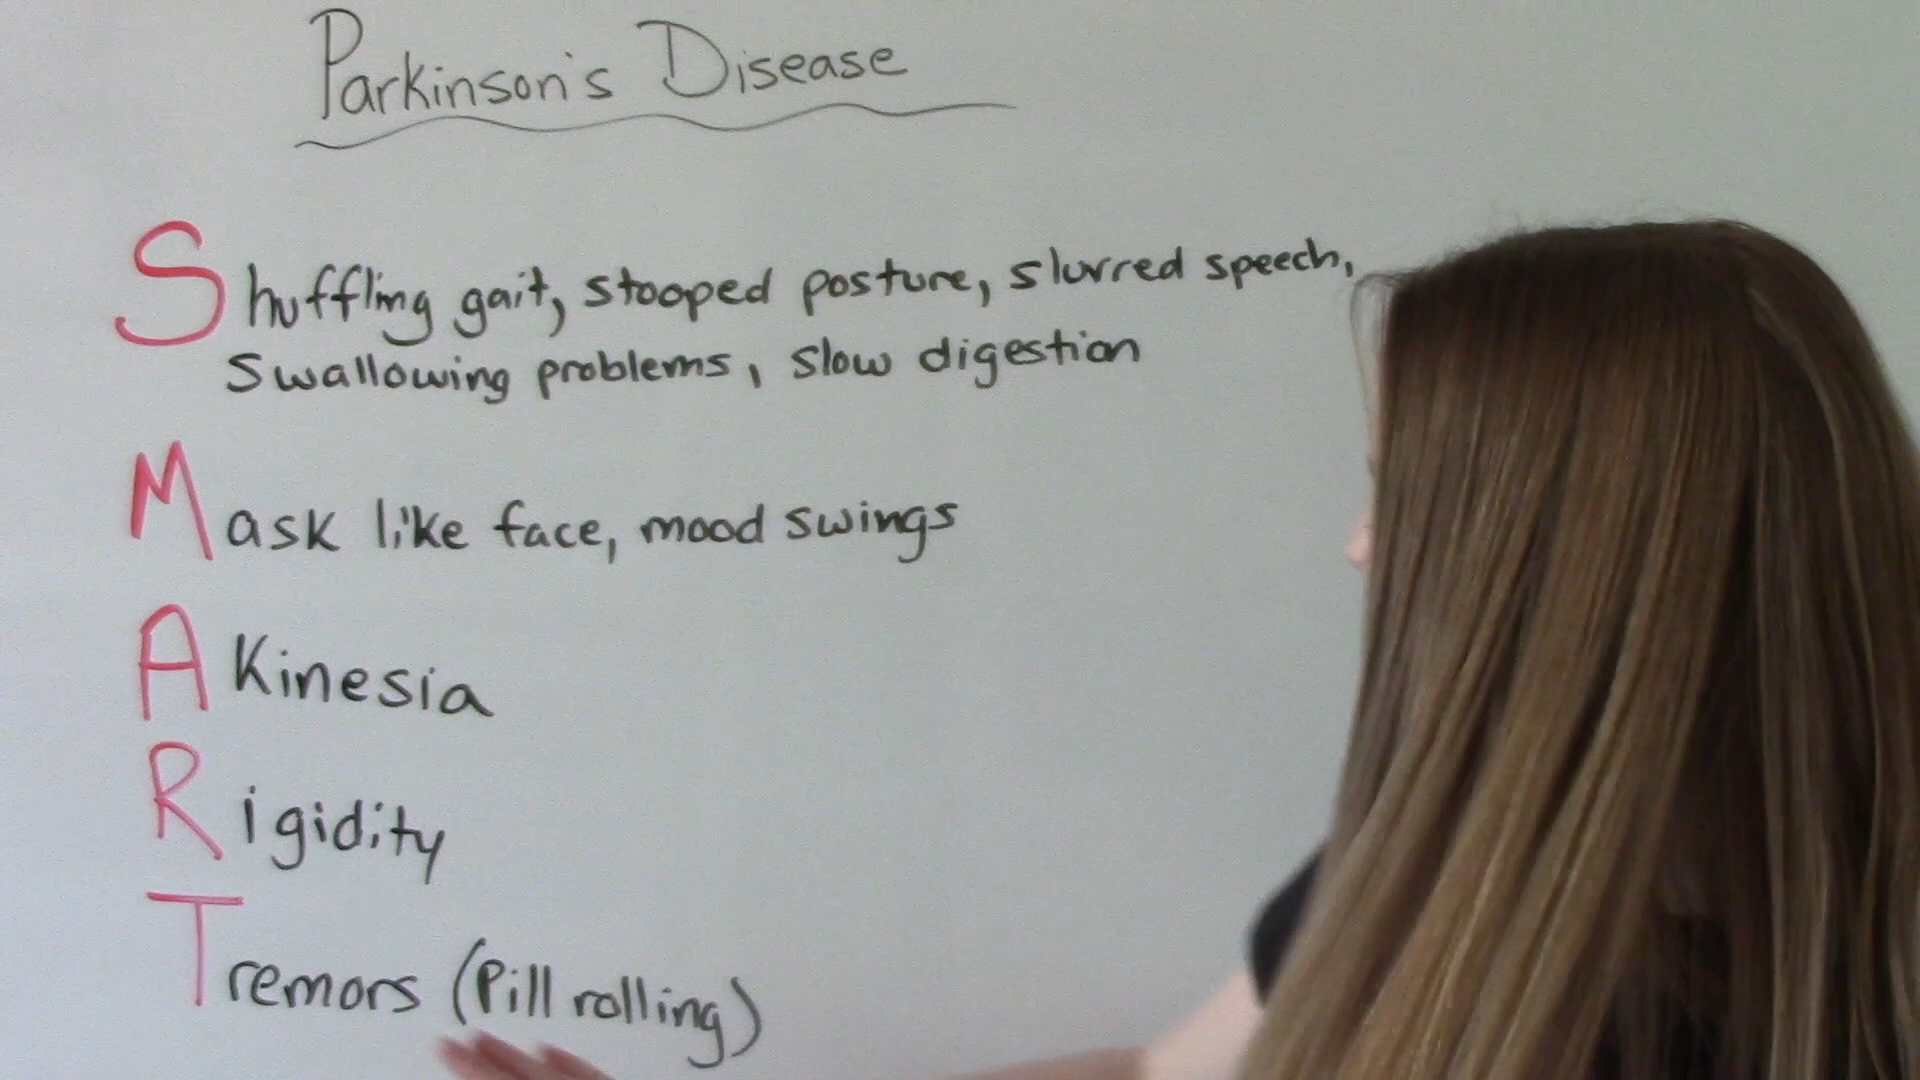 Parkinson's Disease
Shuffling gait, stooped posture, slurred speech,
Swallowing problems, slow digestion
Mask like face, mood swings
AKinesia
Rigidity
Tremors (Pill rolling)